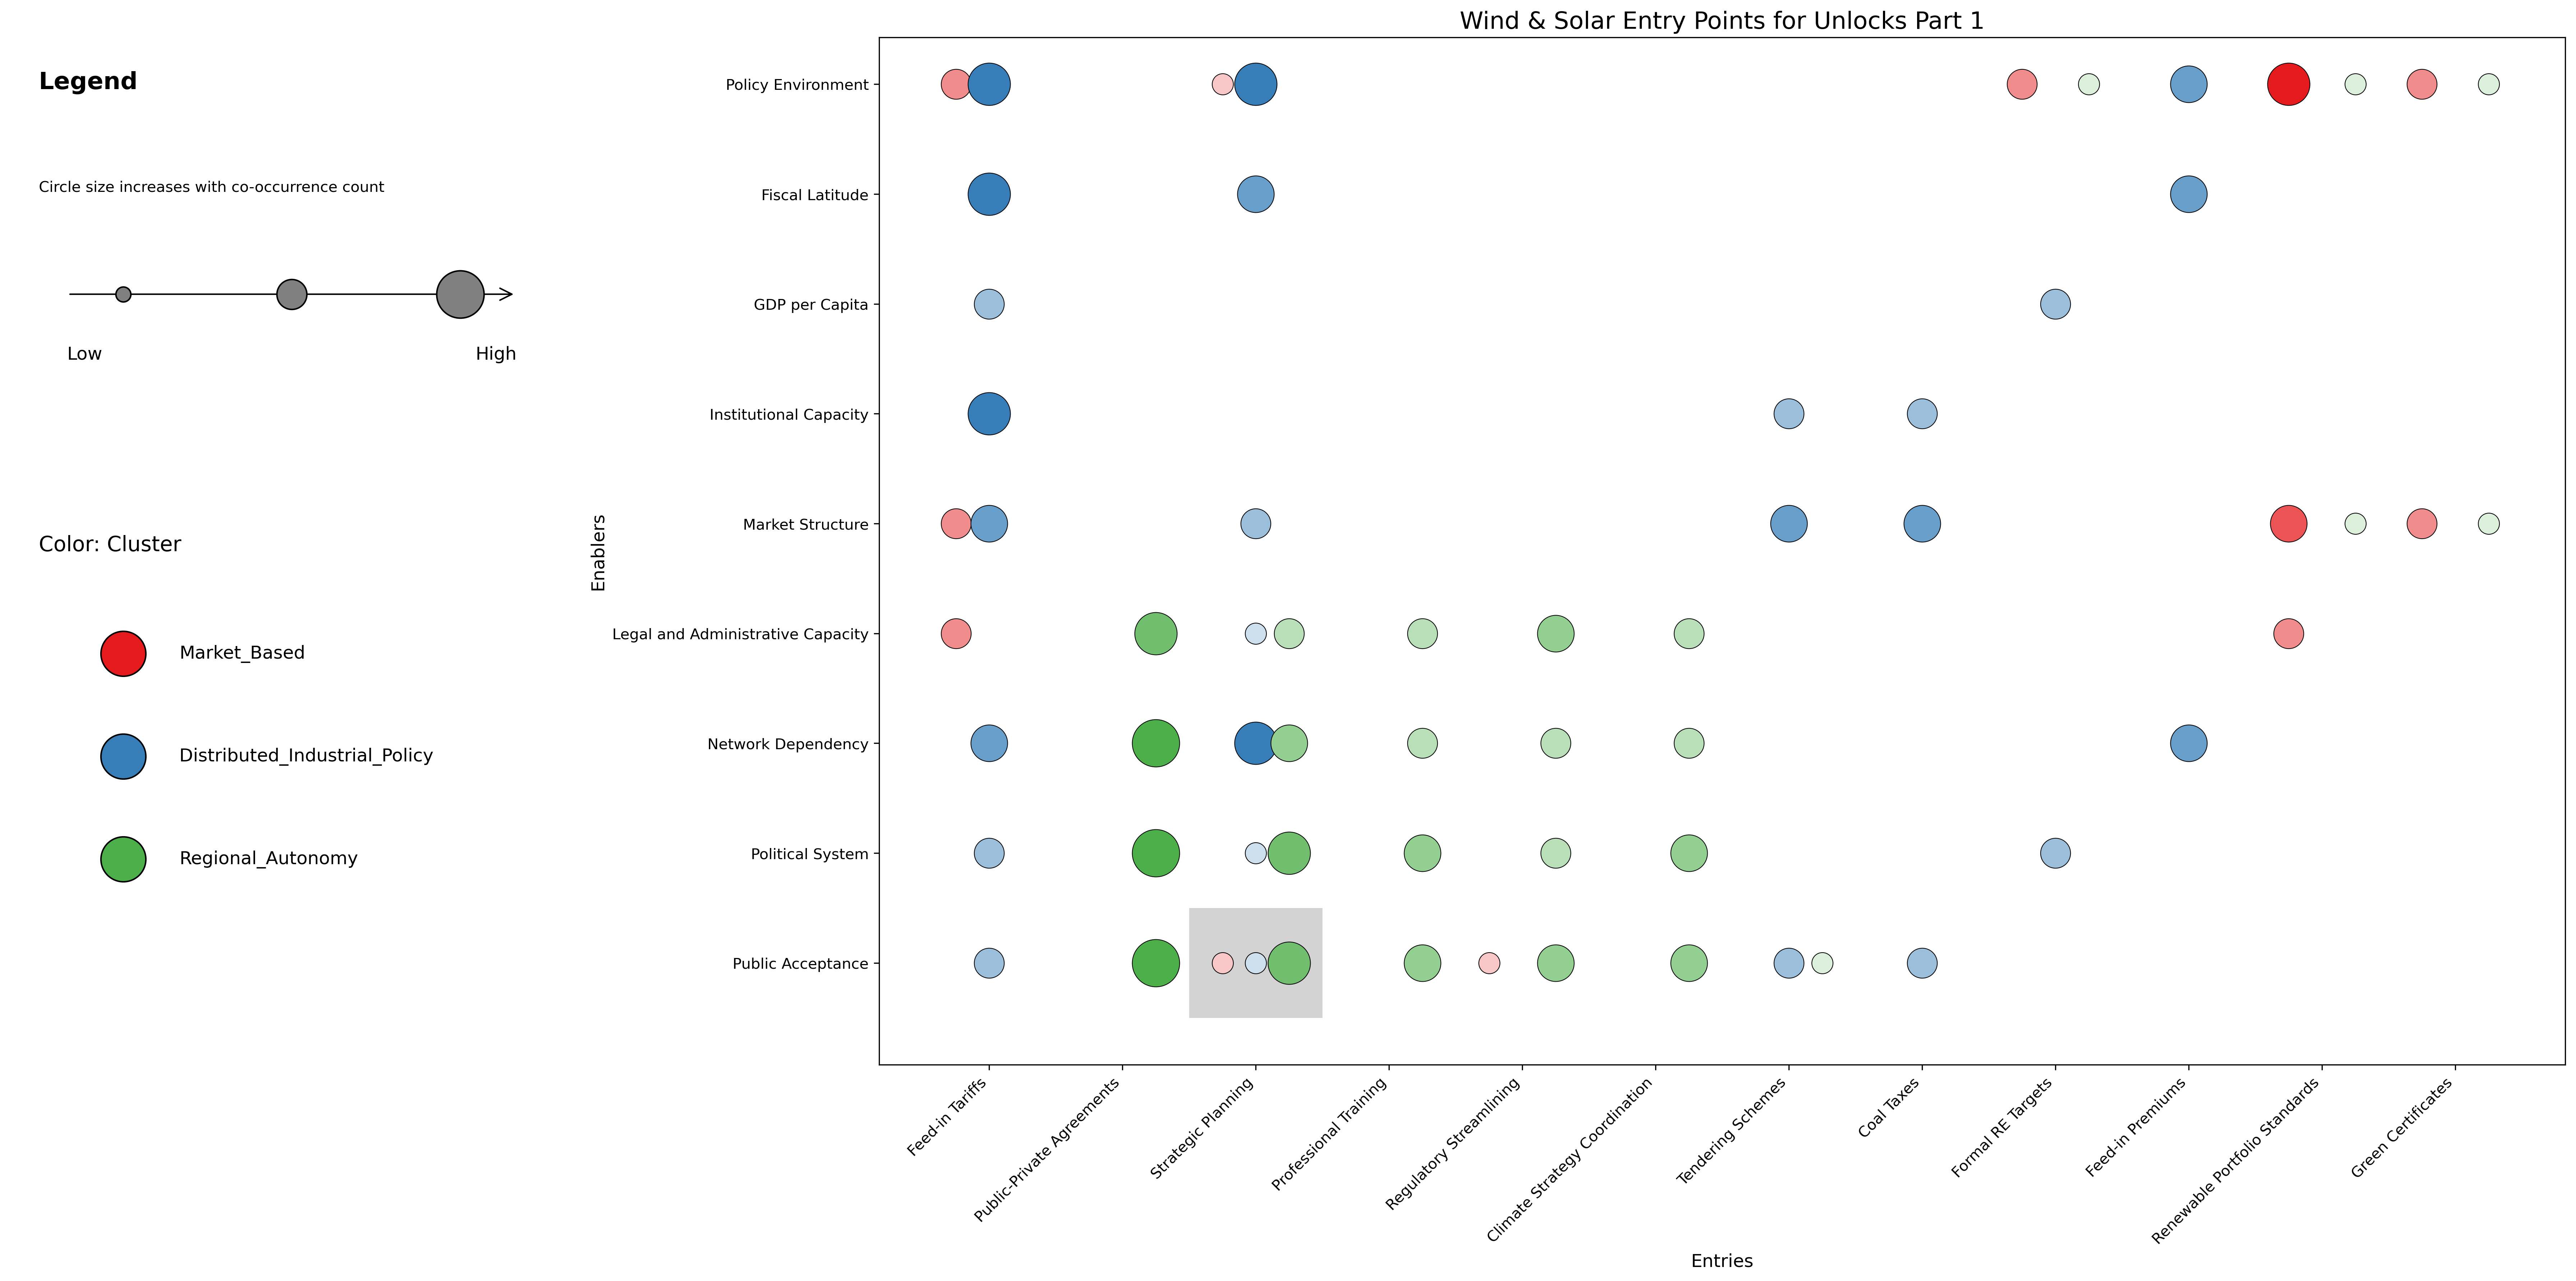 Wind & Solar Entry Points for Unlocks Part 1
Legend
Circle size increases with co-occurrence count
Low
High
Color: Cluster
Market_Based
Distributed_Industrial_Policy
Regional_Autonomy
Enablers
Policy Environment
Fiscal Latitude
GDP per Capita
Institutional Capacity
Market Structure
Legal and Administrative Capacity
Network Dependency
Political System
Public Acceptance
Feed-in Tariffs
Public-Private Agreements
Strategic Planning
Professional Training
Regulatory Streamlining
Climate Strategy Coordination
Tendering Schemes
Coal Taxes
Formal RE Targets
Feed-in Premiums
Renewable Portfolio Standards
Green Certificates
Entries